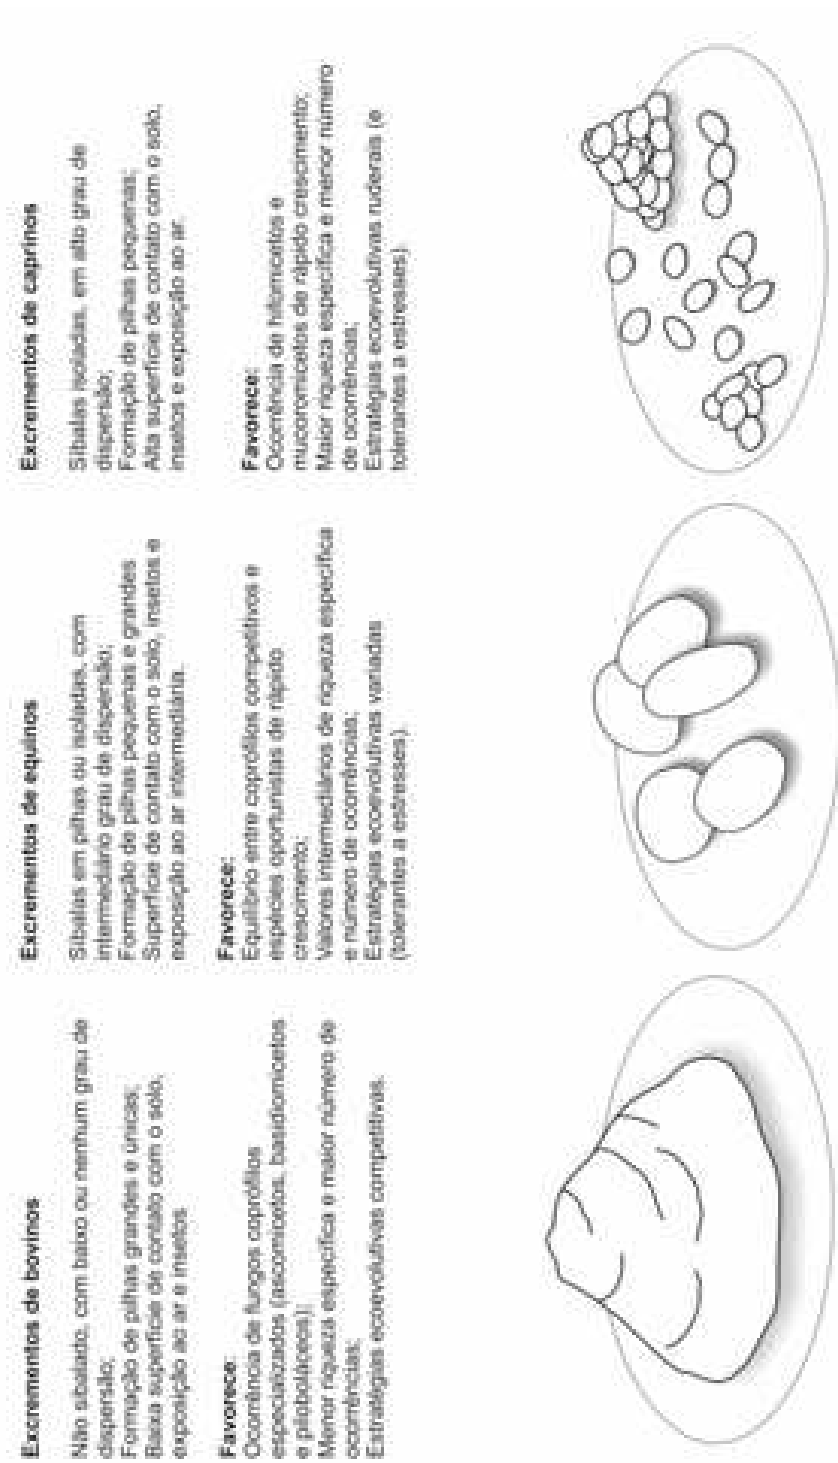 Excrementos de bovinos
Não sibalado, com baixo ou nenhum grau de
dispersão;
Formação de pilhas grandes e únicas;
Baixa superfície de contato com o solo,
exposição ao ar e insetos
Favorece:
Ocorrência de fungos coprófilos
especializados (ascomicetos, basidiomicetos
e piloboláceos);
Menor riqueza específica e maior número de
ocorrências;
Estratégias ecoevolutivas competitivas.
Excrementos de equinos
Síbalas em pilhas ou isoladas, com
intermediário grau de dispersão;
Formação de pilhas pequenas e grandes
Superfície de contato com o solo, insetos e
exposição ao ar intermediária.
Favorece:
Equilíbrio entre coprófilos competitivos e
espécies oportunistas de rápido
crescimento;
Valores intermediários de riqueza específica
e número de ocorrências;
Estratégias ecoevolutivas variadas
(tolerantes a estresses).
Excrementos de caprinos
Síbalas isoladas, em alto grau de
dispersão;
Formação de pilhas pequenas;
Alta superfície de contato com o solo,
insetos e exposição ao ar.
Favorece:
Ocorrência de hifomicetos e
mucoromicetos de rápido crescimento;
Maior riqueza específica e menor número
de ocorrências;
Estratégias ecoevolutivas ruderais (e
tolerantes a estresses)